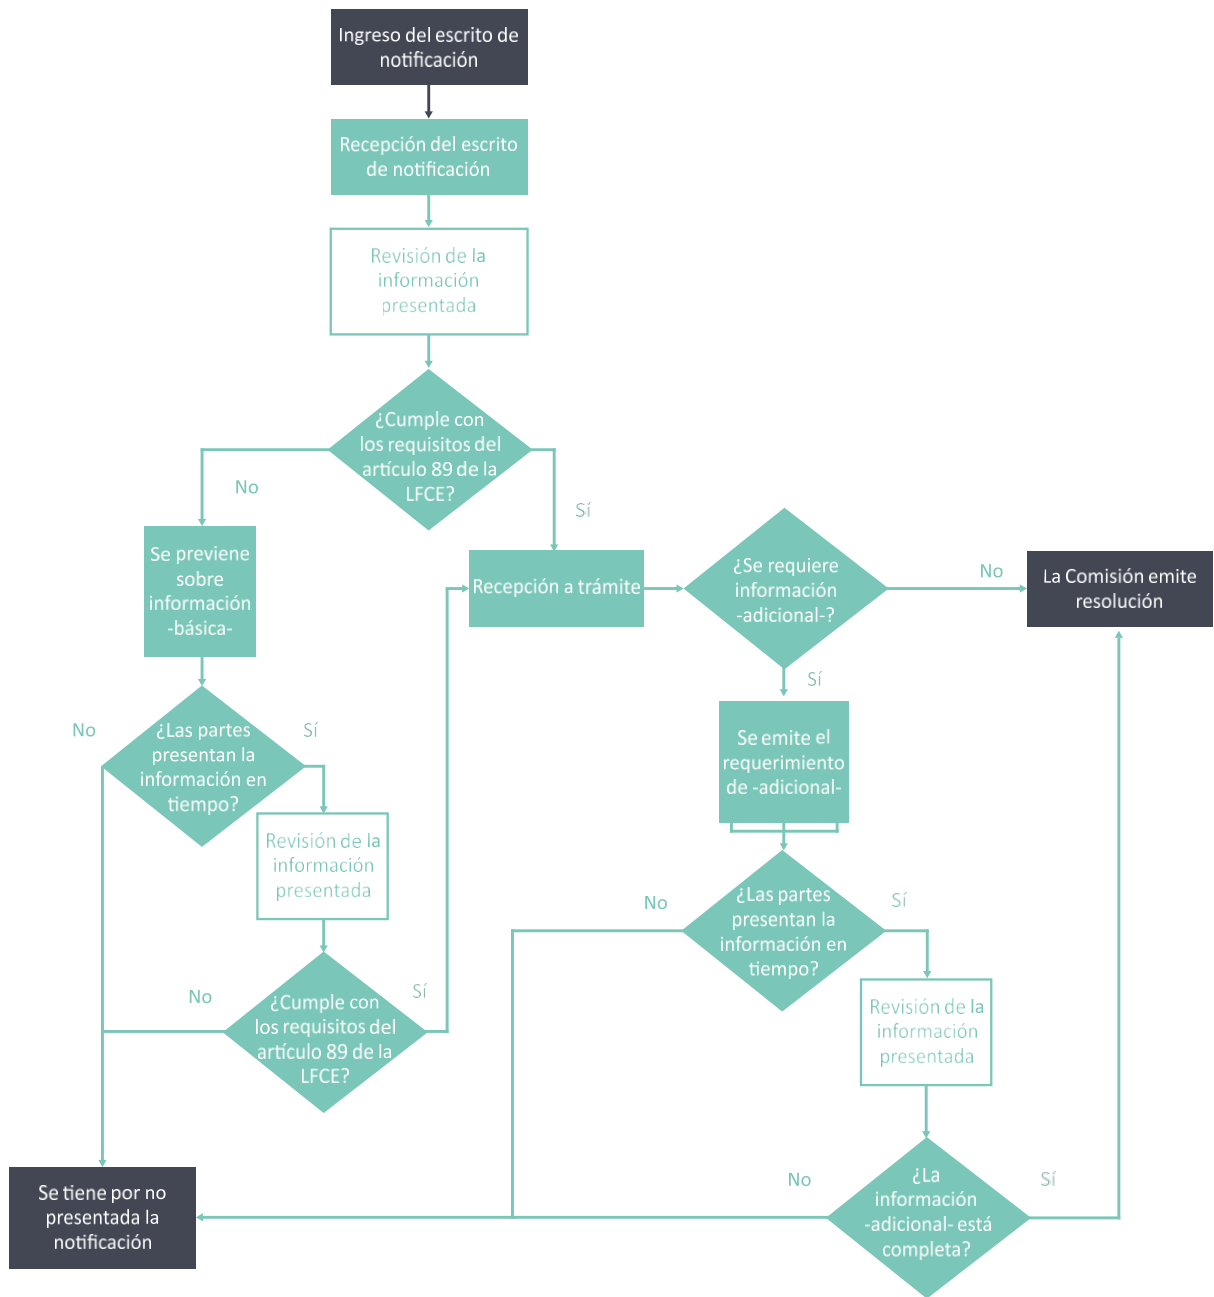 Ingreso del escrito de
notificación
Recepción del escrito
de notificación
Revisión de la
información
presentada
¿Cumple con
los requisitos del
artículo 89 de la
LFCE?
No
Sí
Se previene
sobre
información
-básica-
Recepción a trámite
¿Se requiere
información
-adicional-?
No
La Comisión emite
resolución
Sí
No
¿Las partes
presentan la
información en
tiempo?
Sí
Se emite el
requerimiento
de -adicional-
Revisión de la
información
presentada
No
¿Las partes
presentan la
información en
tiempo?
Sí
No
¿Cumple con
los requisitos del
artículo 89 de la
LFCE?
Sí
Revisión de la
información
presentada
Se tiene por no
presentada la
notificación
No
¿La
información
-adicional- está
completa?
Sí